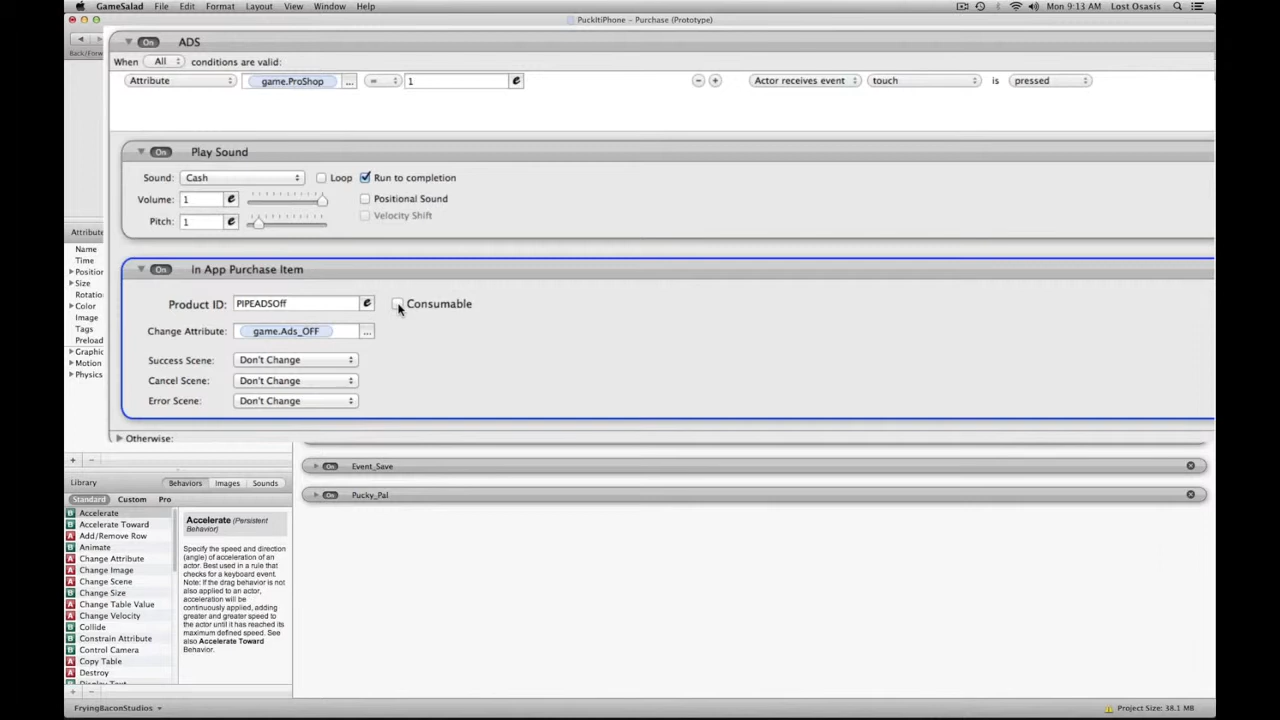 GameSalad File Edit Format Layout View Window Help Mon 9:13 AM Lost Osasis
PuckItiPhone – Purchase (Prototype)
Back/Forw
ADS
On
When All conditions are valid:
Attribute game.ProShop ... = 1 e Actor receives event touch is pressed
On Play Sound
Sound: Cash Loop Run to completion
Volume: 1 e Positional Sound
Pitch: 1 e Velocity Shift
On In App Purchase Item
Product ID: PIPEADSOff e Consumable
Change Attribute: game.Ads_OFF ...
Success Scene: Don't Change
Cancel Scene: Don't Change
Error Scene: Don't Change
Otherwise:
Attribute
Name
Time
Position
Size
Rotatio
Color
Image
Tags
Preload
Graphic
Motion
Physics
On Event_Save
On Pucky_Pal
Library Behaviors Images Sounds
Standard Custom Pro
Accelerate
Accelerate Toward
Add/Remove Row
Animate
Change Attribute
Change Image
Change Scene
Change Size
Change Table Value
Change Velocity
Collide
Constrain Attribute
Control Camera
Copy Table
Destroy
Display Text
Accelerate (Persistent
Behavior)
Specify the speed and direction
(angle) of acceleration of an
actor. Best used in a rule that
checks for a keyboard event.
Note: If the drag behavior is not
also applied to an actor,
acceleration will be
continuously applied, adding
greater and greater speed to
the actor until it has reached its
maximum defined speed. See
also Accelerate Toward
Behavior.
FryingBaconStudios Project Size: 38.1 MB